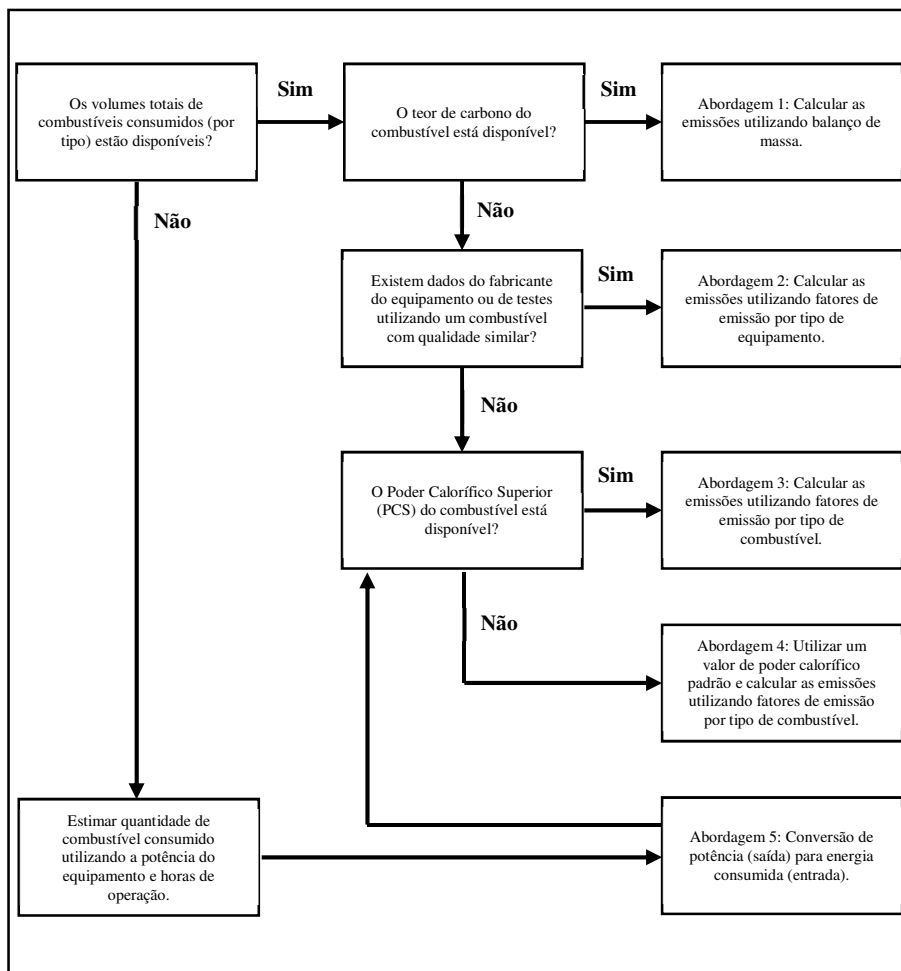 Os volumes totais de
combustíveis consumidos (por
tipo) estão disponíveis?
Sim
O teor de carbono do
combustível está disponível?
Sim
Abordagem 1: Calcular as
emissões utilizando balanço de
massa.
Não
Não
Existem dados do fabricante
do equipamento ou de testes
utilizando um combustível
com qualidade similar?
Sim
Abordagem 2: Calcular as
emissões utilizando fatores de
emissão por tipo de
equipamento.
Não
O Poder Calorífico Superior
(PCS) do combustível está
disponível?
Sim
Abordagem 3: Calcular as
emissões utilizando fatores de
emissão por tipo de
combustível.
Não
Abordagem 4: Utilizar um
valor de poder calorífico
padrão e calcular as emissões
utilizando fatores de emissão
por tipo de combustível.
Estimar quantidade de
combustível consumido
utilizando a potência do
equipamento e horas de
operação.
Abordagem 5: Conversão de
potência (saída) para energia
consumida (entrada).